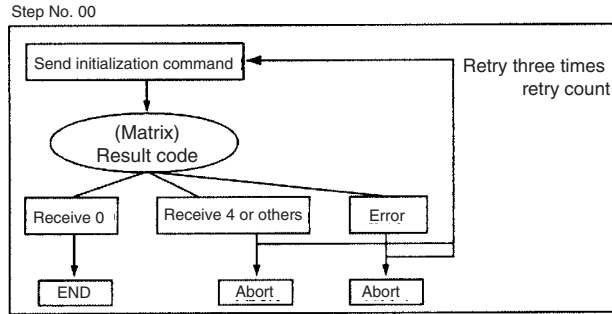 Step No. 00
Send initialization command
Retry three times
retry count
(Matrix)
Result code
Receive 0
Receive 4 or others
Error
END
Abort
Abort